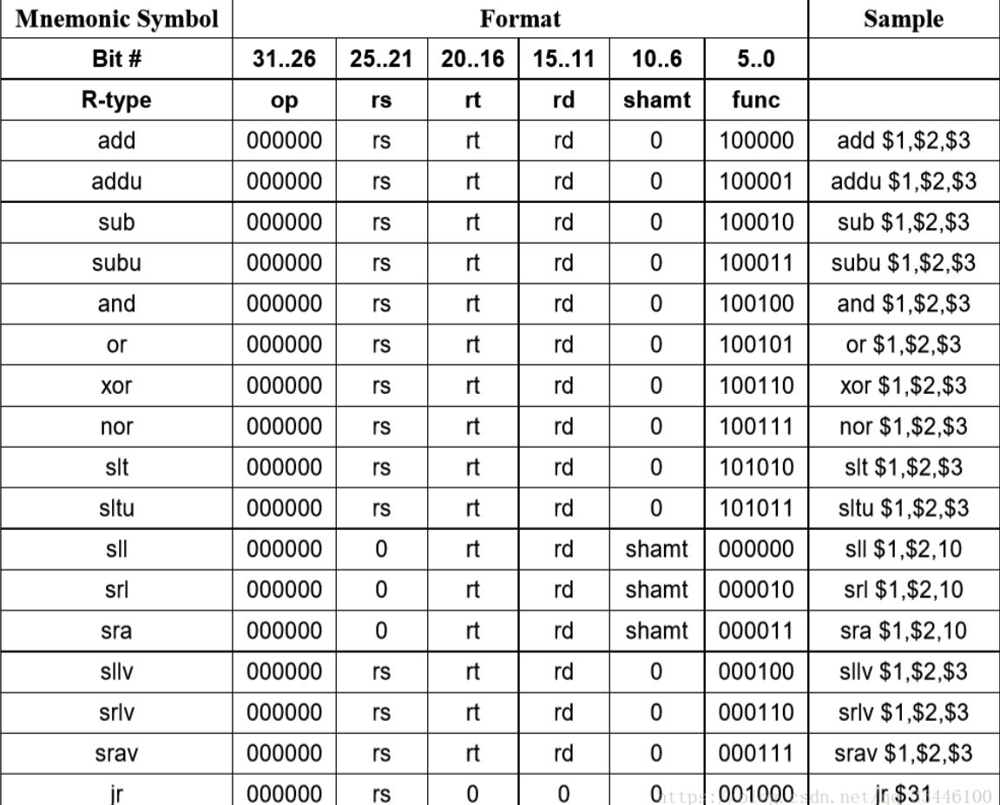 Mnemonic Symbol Format Sample
Bit # 31..26 25..21 20..16 15..11 10..6 5..0
R-type op rs rt rd shamt func
add 000000 rs rt rd 0 100000 add $1,$2,$3
addu 000000 rs rt rd 0 100001 addu $1,$2,$3
sub 000000 rs rt rd 0 100010 sub $1,$2,$3
subu 000000 rs rt rd 0 100011 subu $1,$2,$3
and 000000 rs rt rd 0 100100 and $1,$2,$3
or 000000 rs rt rd 0 100101 or $1,$2,$3
xor 000000 rs rt rd 0 100110 xor $1,$2,$3
nor 000000 rs rt rd 0 100111 nor $1,$2,$3
slt 000000 rs rt rd 0 101010 slt $1,$2,$3
sltu 000000 rs rt rd 0 101011 sltu $1,$2,$3
sll 000000 0 rt rd shamt 000000 sll $1,$2,10
srl 000000 0 rt rd shamt 000010 srl $1,$2,10
sra 000000 0 rt rd shamt 000011 sra $1,$2,10
sllv 000000 rs rt rd 0 000100 sllv $1,$2,$3
srlv 000000 rs rt rd 0 000110 srlv $1,$2,$3
srav 000000 rs rt rd 0 000111 srav $1,$2,$3
jr 000000 rs 0 0 0 001000 jr $31